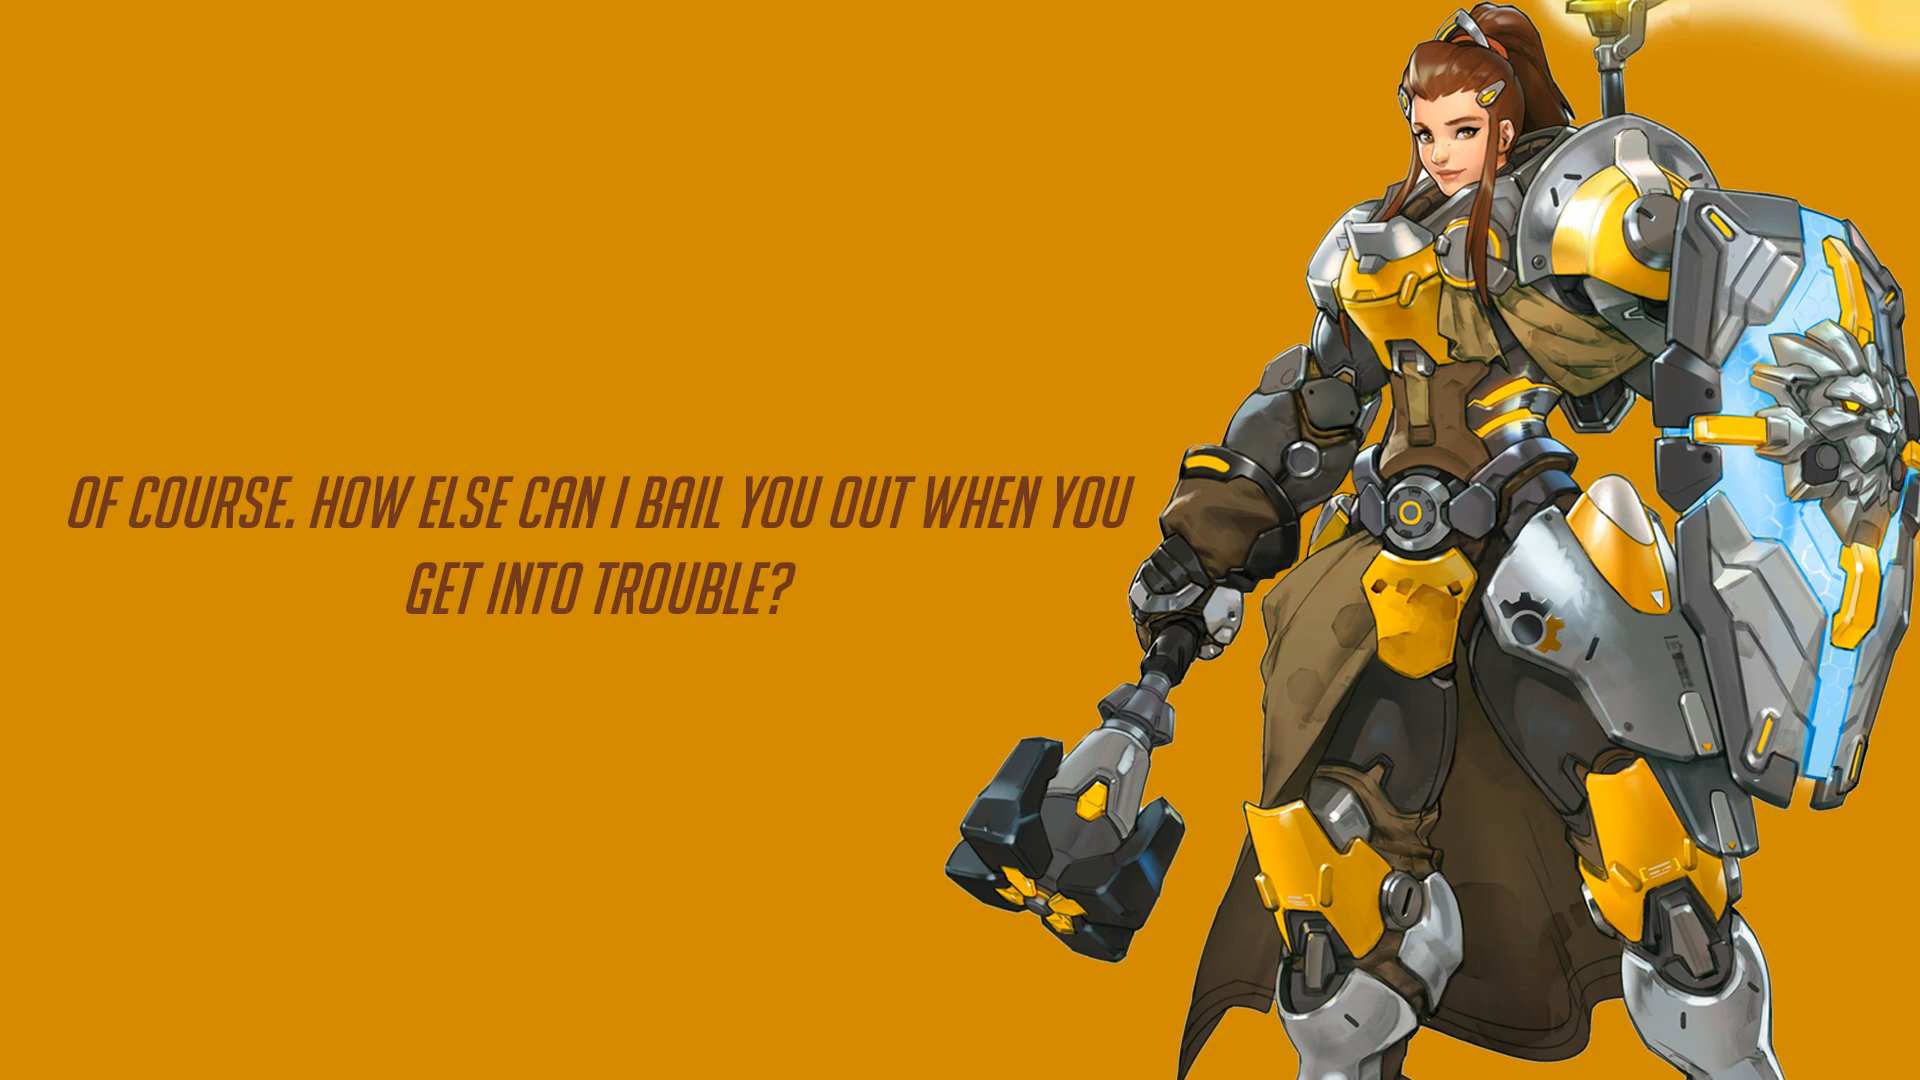 OF COURSE. HOW ELSE CAN I BAIL YOU OUT WHEN YOU
GET INTO TROUBLE?